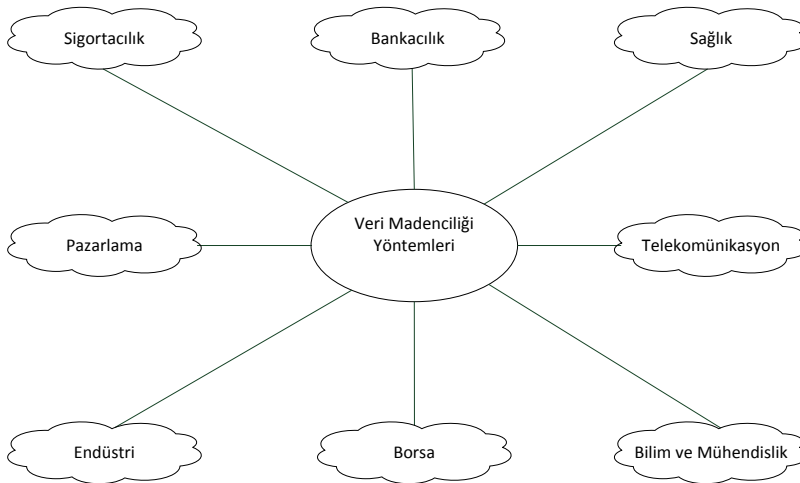 Sigortacılık
Bankacılık
Sağlık
Veri Madenciliği
Yöntemleri
Pazarlama
Telekomünikasyon
Endüstri
Borsa
Bilim ve Mühendislik